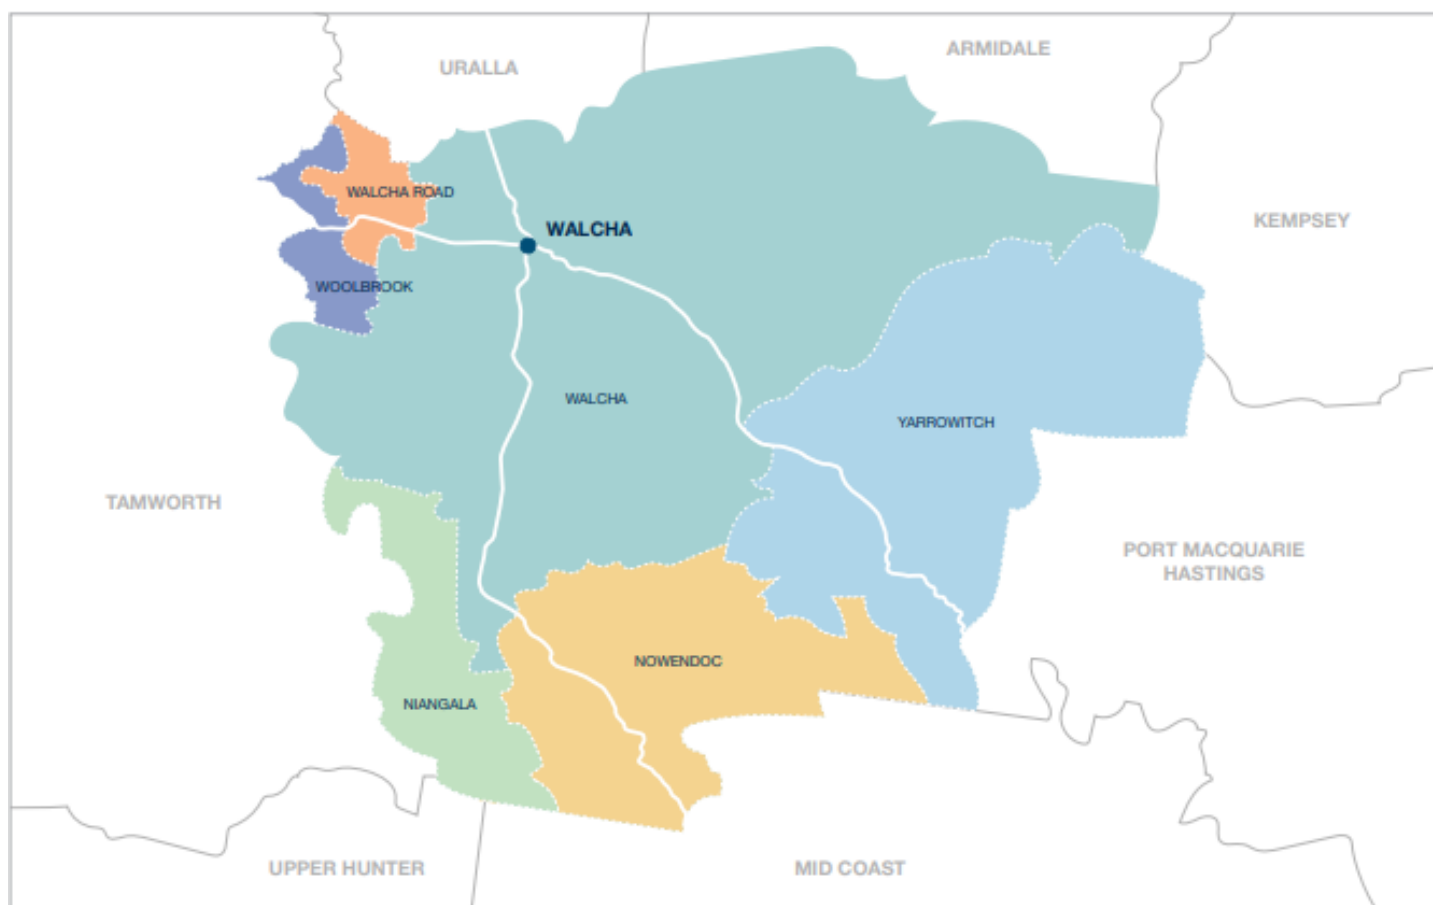 ARMIDALE
URALLA
WALCHA ROAD
KEMPSEY
WALCHA
WOOLBROOK
WALCHA
YARROWITCH
TAMWORTH
PORT MACQUARIE
HASTINGS
NOWENDOC
NIANGALA
UPPER HUNTER
MID COAST